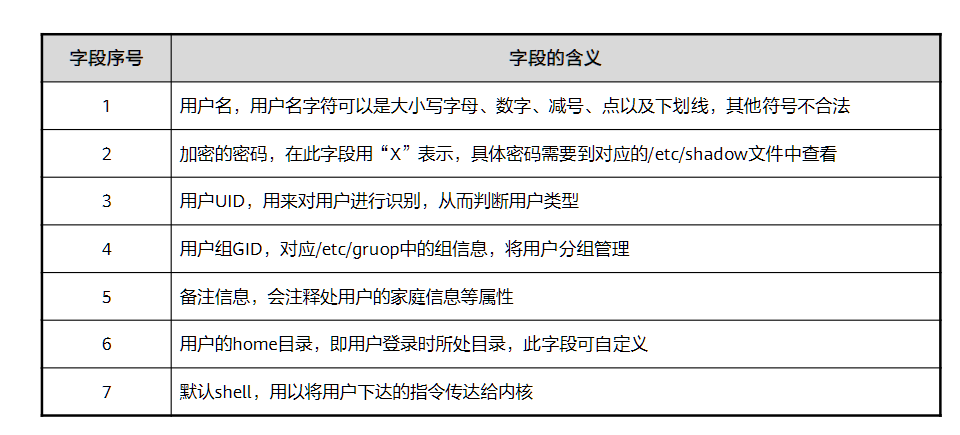 字段序号 字段的含义
1 用户名，用户名字符可以是大小写字母、数字、减号、点以及下划线，其他符号不合法
2 加密的密码，在此字段用“X”表示，具体密码需要到对应的/etc/shadow文件中查看
3 用户UID，用来对用户进行识别，从而判断用户类型
4 用户组GID，对应/etc/gruop中的组信息，将用户分组管理
5 备注信息，会注释处用户的家庭信息等属性
6 用户的home目录，即用户登录时所处目录，此字段可自定义
7 默认shell，用以将用户下达的指令传达给内核